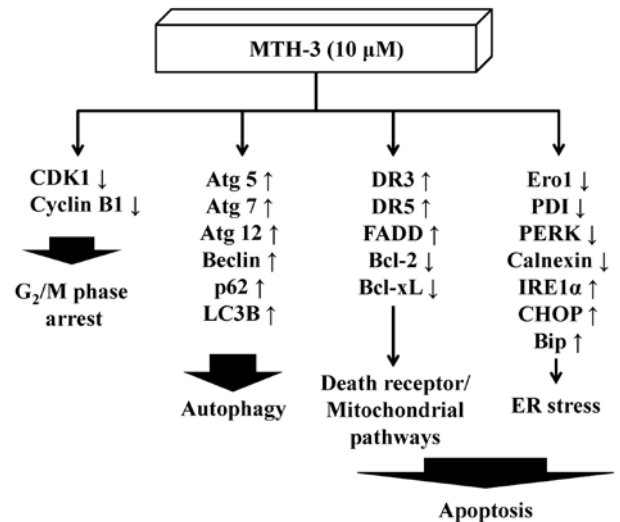 MTH-3 (10 μM)
CDK1 ↓
Cyclin B1 ↓
G₂/M phase
arrest
Atg 5 ↑
Atg 7 ↑
Atg 12 ↑
Beclin ↑
p62 ↑
LC3B ↑
Autophagy
DR3 ↑
DR5 ↑
FADD ↑
Bcl-2 ↓
Bcl-xL ↓
Death receptor/
Mitochondrial
pathways
Ero1 ↓
PDI ↓
PERK ↓
Calnexin ↓
IRE1α ↑
CHOP ↑
Bip ↑
ER stress
Apoptosis